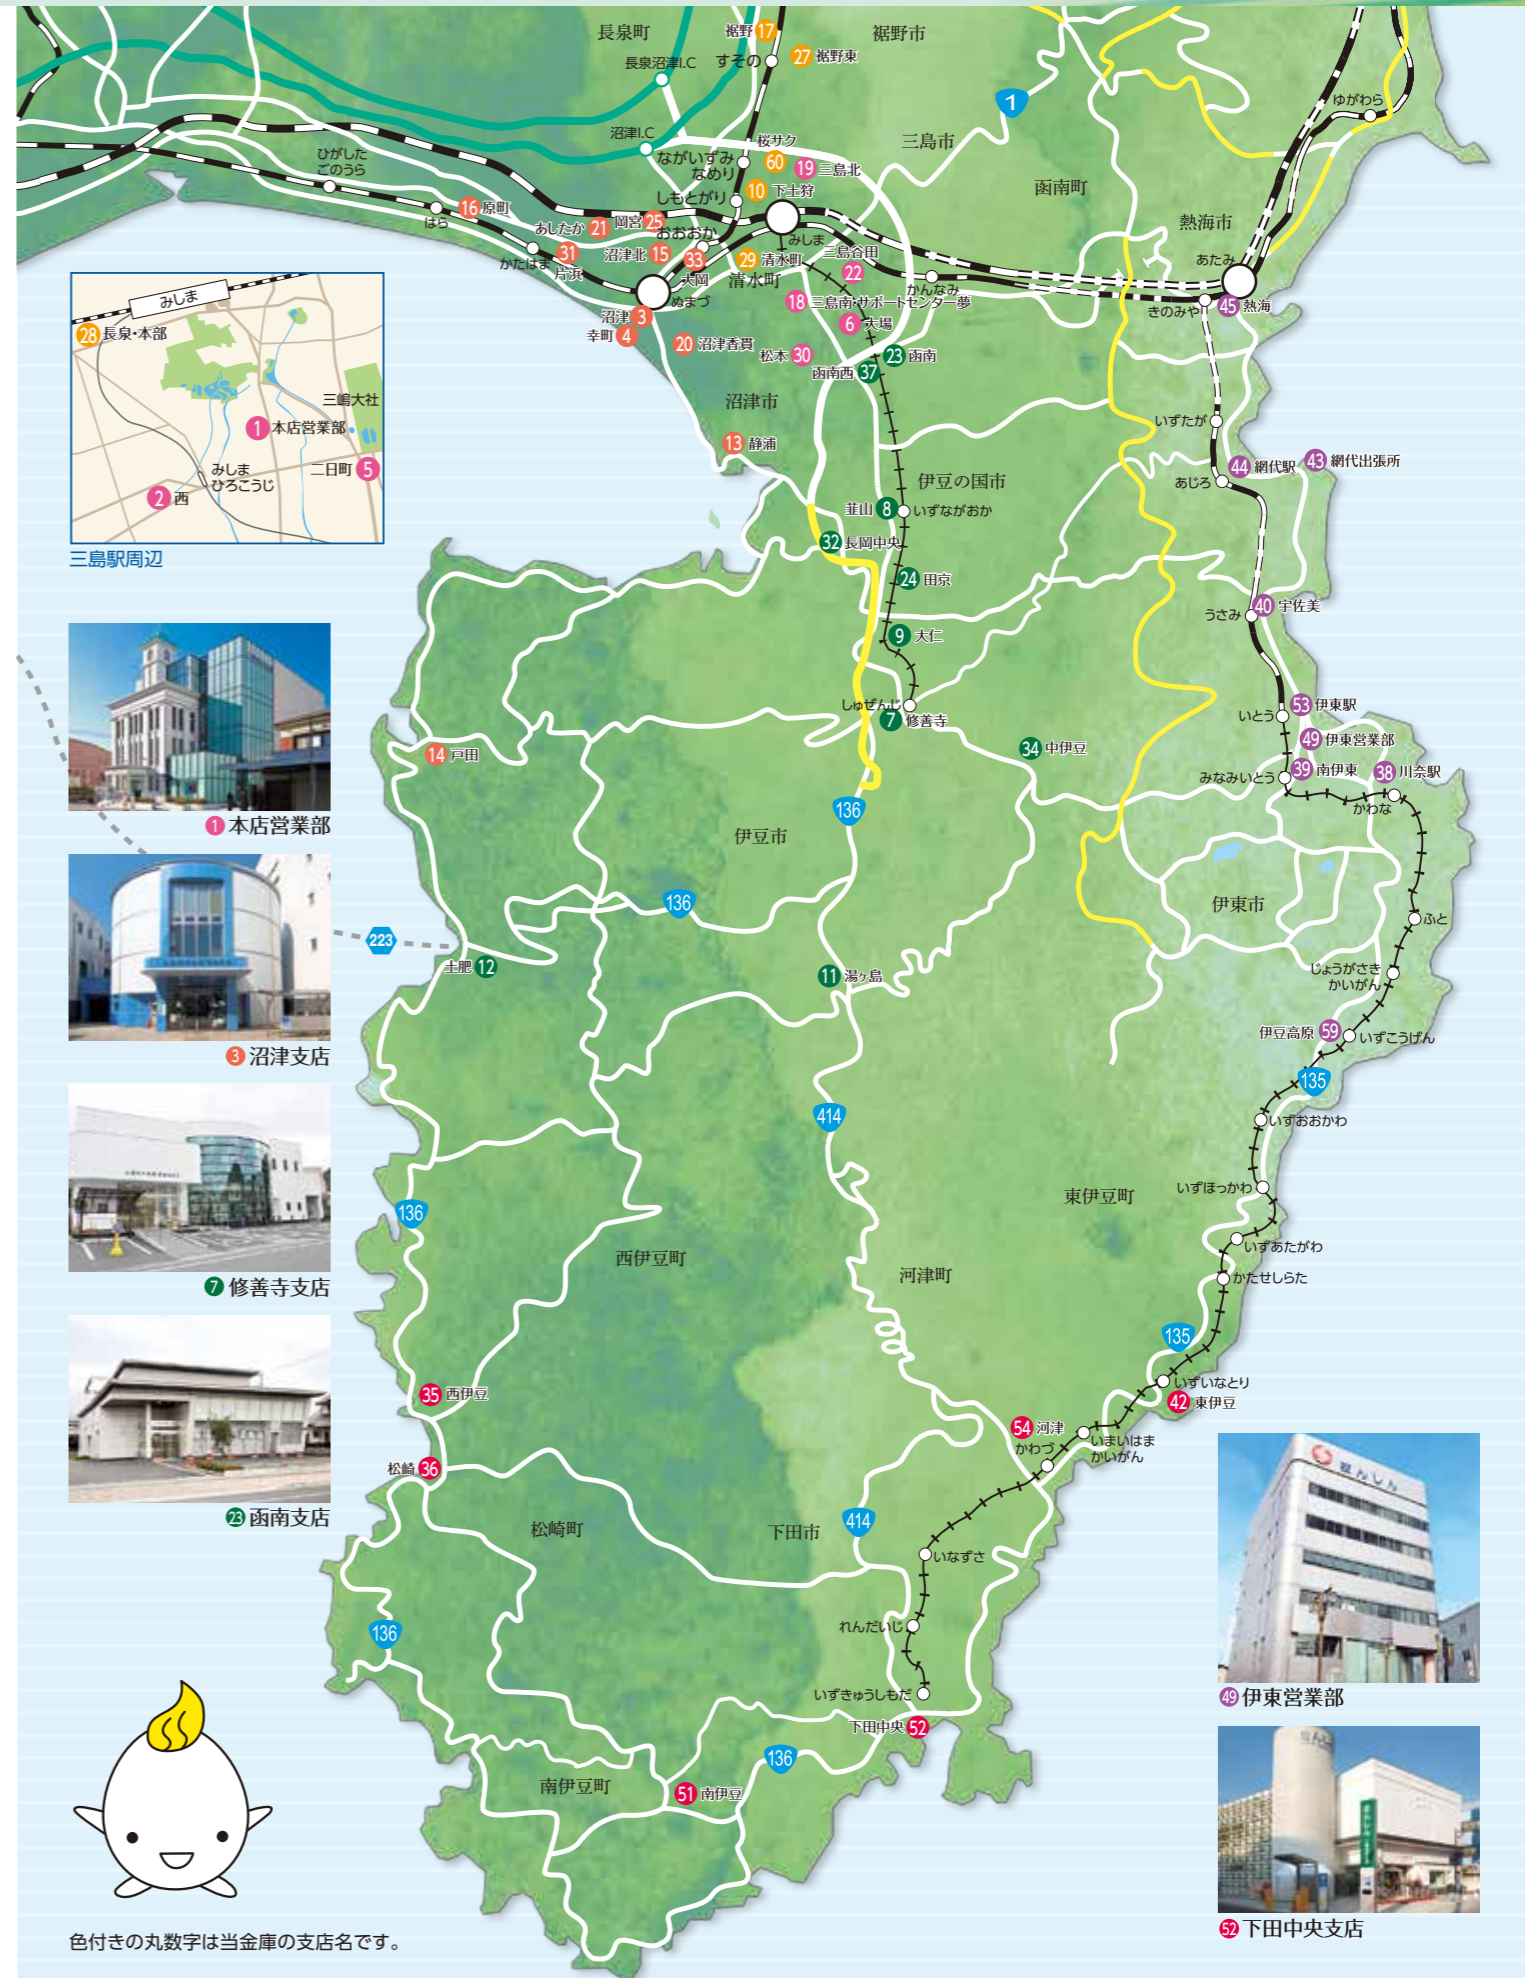 長泉町
裾野 17
裾野市
すその
27 裾野東
長泉沼津I.C
1
ゆがわら
沼津I.C
桜サク
60
三島市
ひがした
ごのうら
ながいずみ
なめり
19 三島北
函南町
しもとがり
10 下土狩
はら
16 原町
あしたか 21
岡宮 25
おおおか
みしま
熱海市
かたはま
31
片浜
沼津北 15
33
大岡
29 清水町
清水町
三島谷田
22
かんなみ
あたみ
ぬまづ
18 三島南・サポートセンター夢
きのみや
45 熱海
沼津 3
幸町 4
20 沼津香貫
6 大場
松本 30
23 函南
函南西 37
みしま
28 長泉・本部
三嶋大社
1 本店営業部
みしま
ひろこうじ
二日町 5
2 西
三島駅周辺
沼津市
13 静浦
いずたが
44 網代駅
43 網代出張所
あじろ
伊豆の国市
韮山 8
いずながおか
32 長岡中央
24 田京
9 大仁
うさみ
40 宇佐美
しゅぜんじ
7 修善寺
いとう
53 伊東駅
49 伊東営業部
34 中伊豆
みなみいとう
39 南伊東
38 川奈駅
かわな
14 戸田
136
伊豆市
1 本店営業部
136
伊東市
ふと
223
土肥 12
11 湯ヶ島
じょうがさき
かいがん
伊豆高原 59
いずこうげん
3 沼津支店
135
414
いずおおかわ
いずほっかわ
東伊豆町
136
いずあたがわ
西伊豆町
河津町
かたせしらた
7 修善寺支店
135
いずいなとり
35 西伊豆
42 東伊豆
54 河津
いまいはま
かいがん
かわづ
松崎 36
ぜんしん
23 函南支店
松崎町
下田市
414
いなずさ
136
れんだいじ
いずきゅうしもだ
下田中央 52
49 伊東営業部
136
南伊豆町
51 南伊豆
52 下田中央支店
色付きの丸数字は当金庫の支店名です。